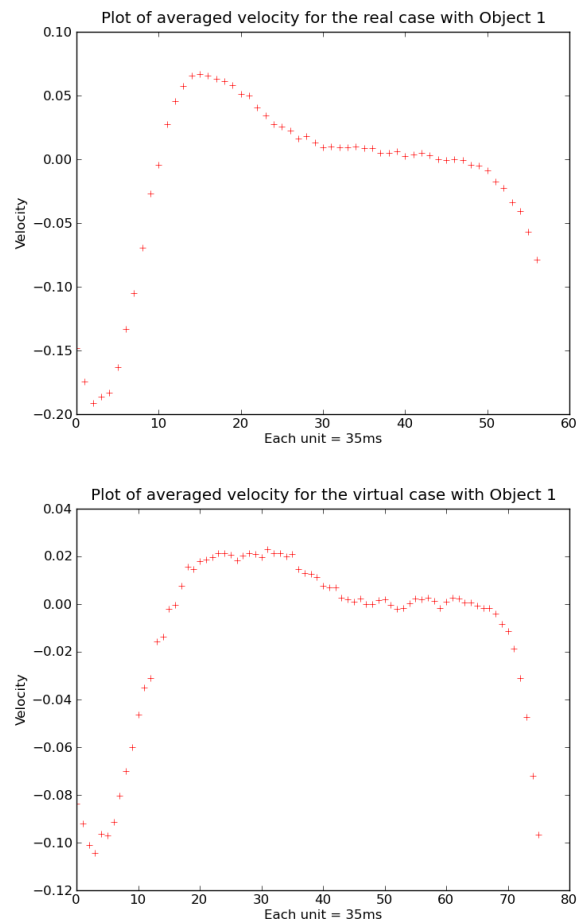 Plot of averaged velocity for the real case with Object 1
0.10
0.05
0.00
−0.05
−0.10
−0.15
−0.20
Velocity
0 10 20 30 40 50 60
Each unit = 35ms
Plot of averaged velocity for the virtual case with Object 1
0.04
0.02
0.00
−0.02
−0.04
−0.06
−0.08
−0.10
−0.12
Velocity
0 10 20 30 40 50 60 70 80
Each unit = 35ms